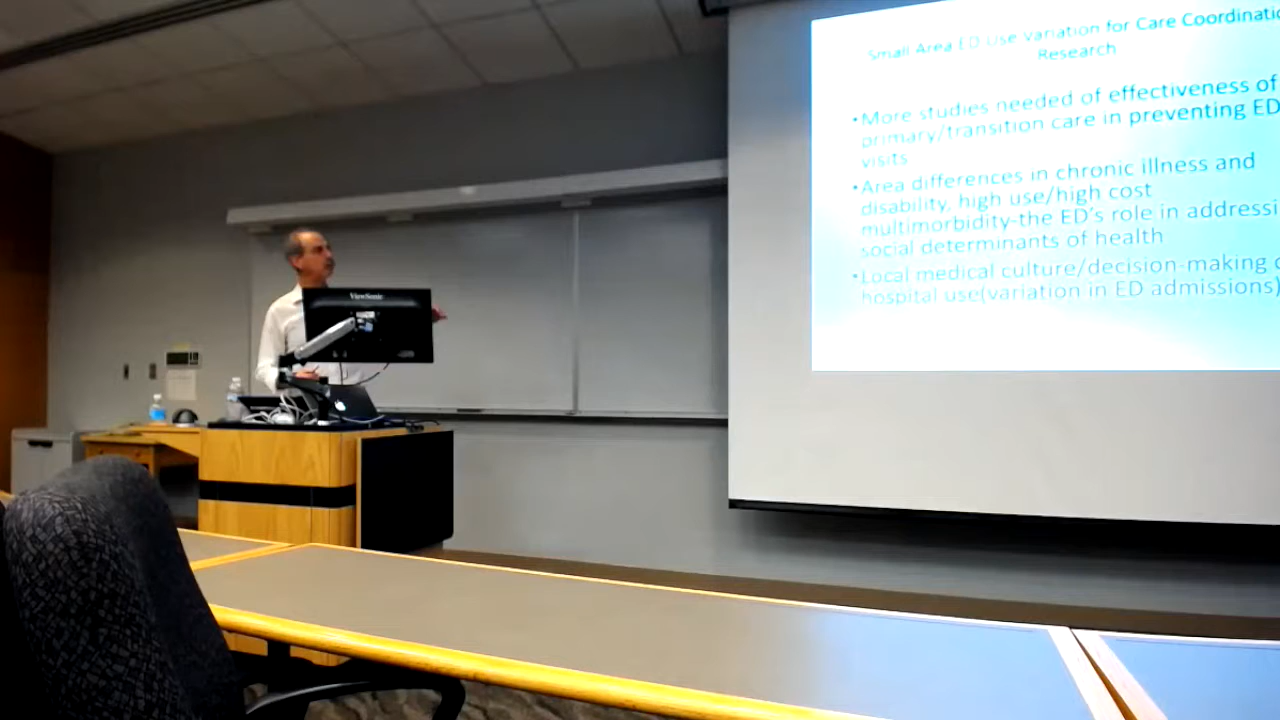 Small Area ED Use Variation for Care Coordinatio
Research
•More studies needed of effectiveness of
primary/transition care in preventing ED
visits
•Area differences in chronic illness and
disability, high use/high cost
multimorbidity-the ED's role in addressi
social determinants of health
•Local medical culture/decision-making o
hospital use(variation in ED admissions)
ViewSonic